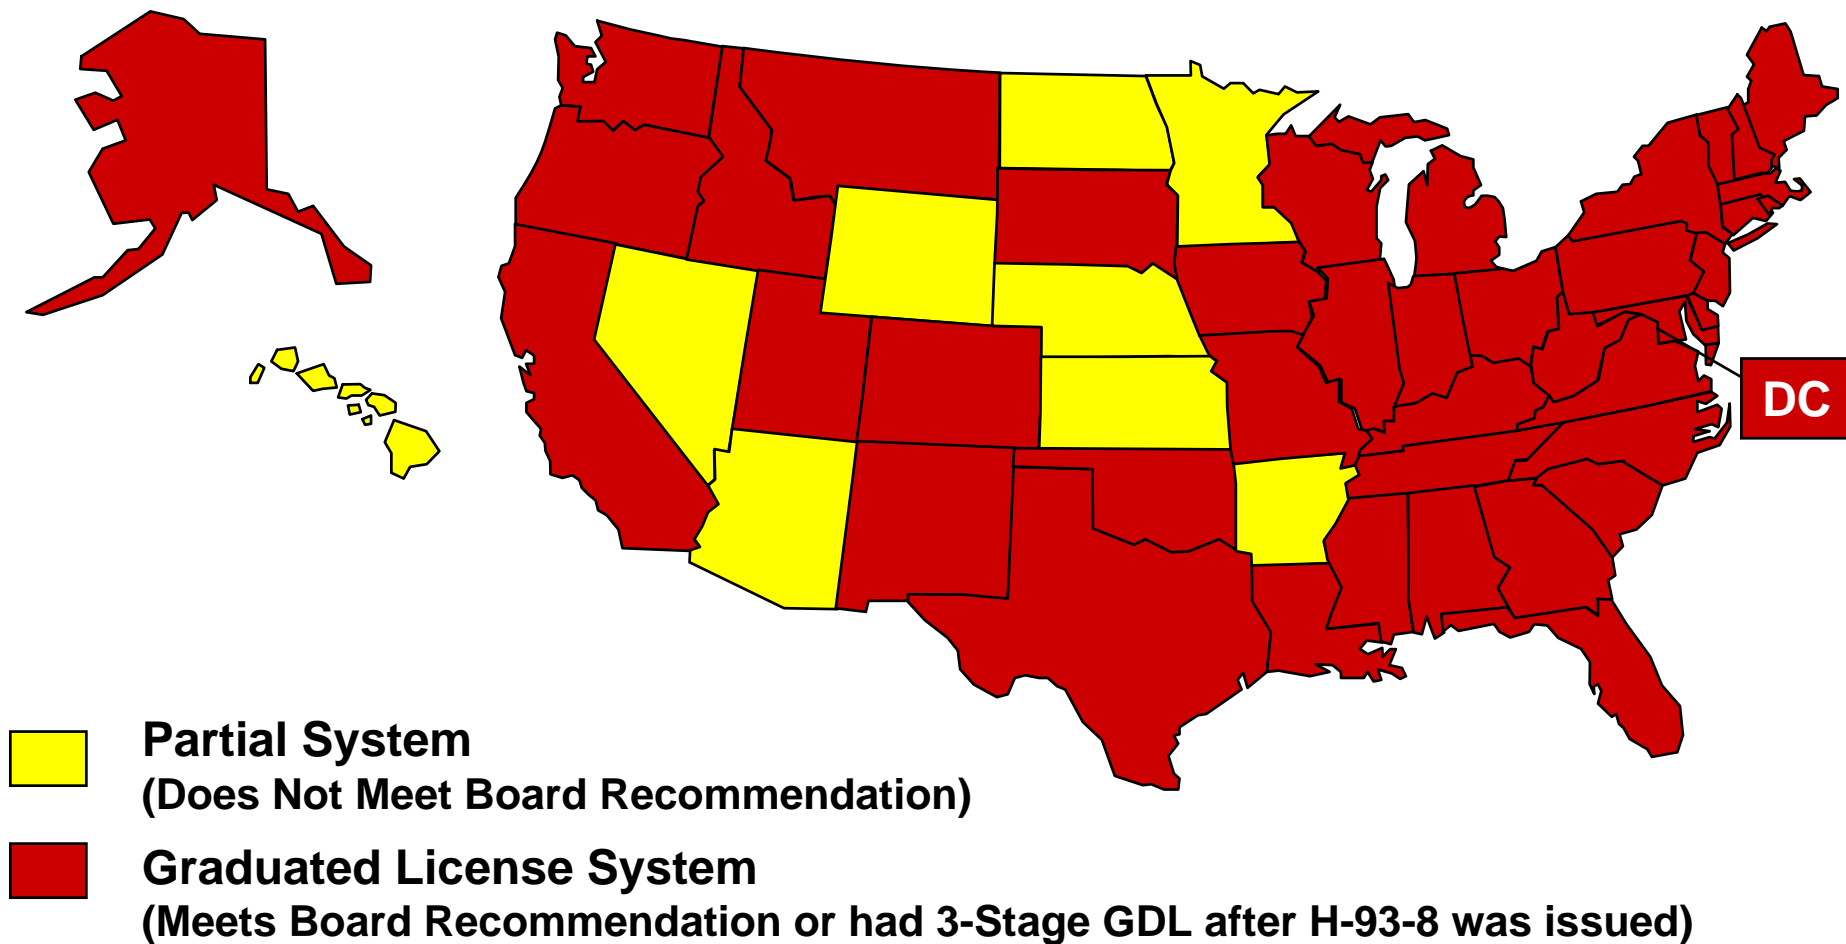 DC
Partial System
(Does Not Meet Board Recommendation)
Graduated License System
(Meets Board Recommendation or had 3-Stage GDL after H-93-8 was issued)